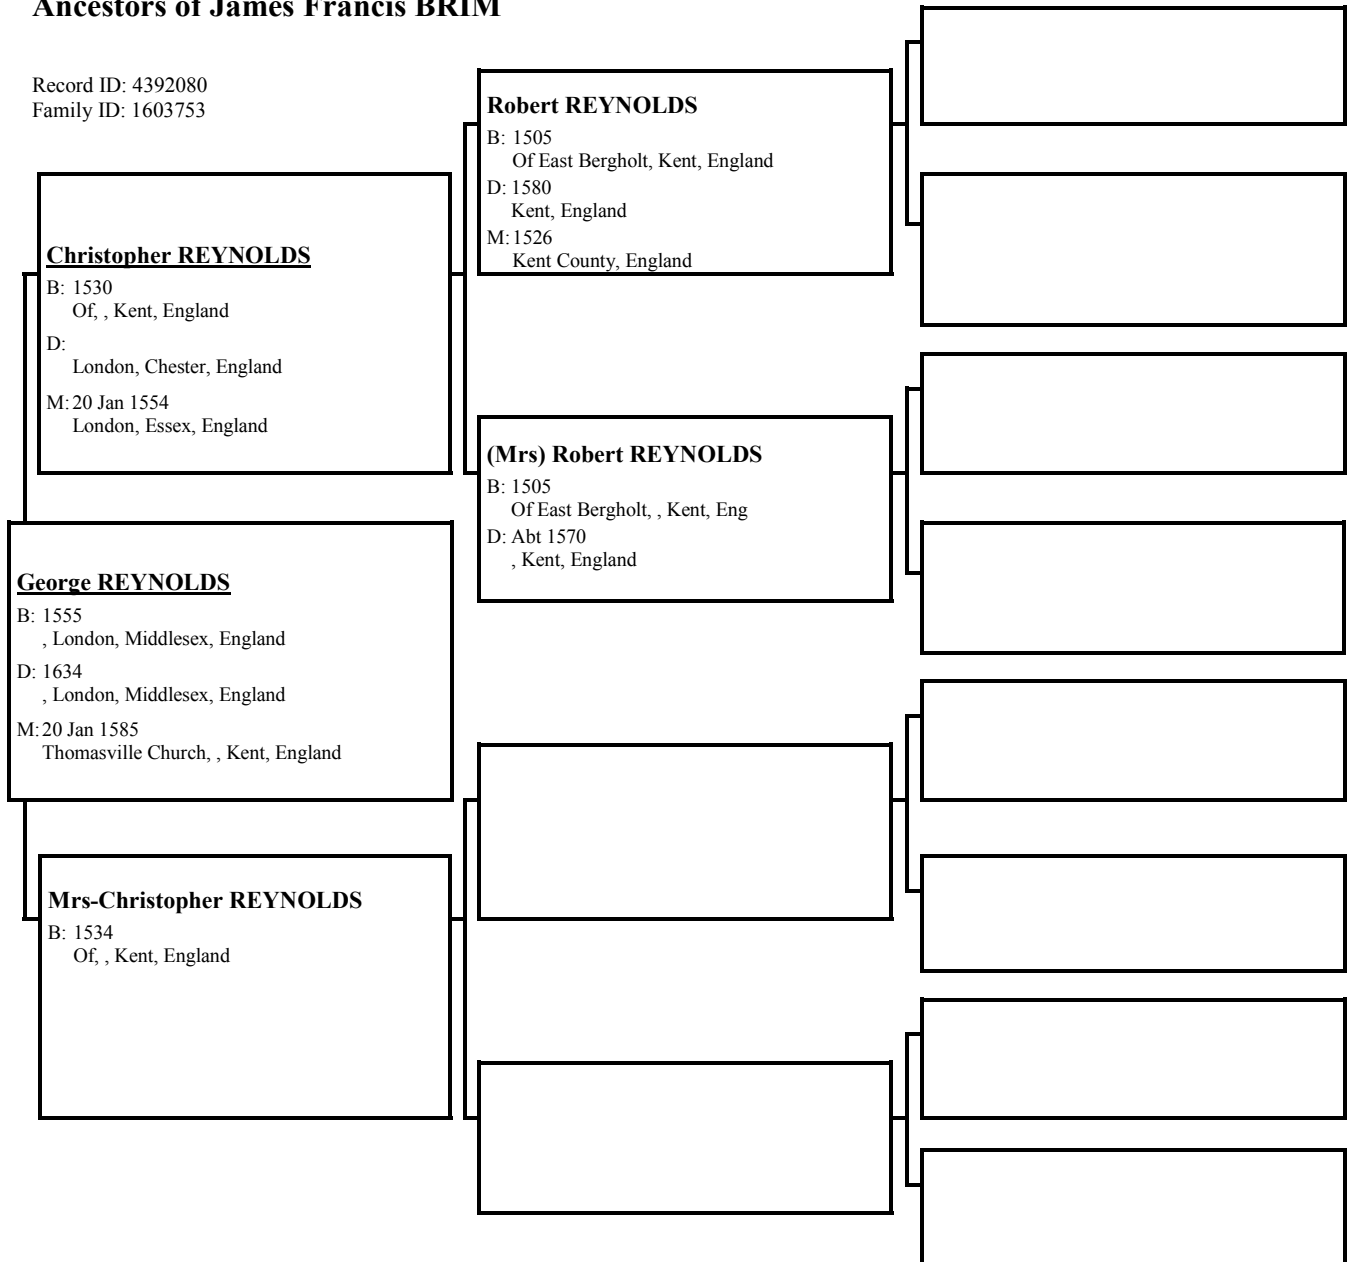 Ancestors of James Francis BRIM
Record ID: 4392080
Family ID: 1603753
Robert REYNOLDS
B: 1505
Of East Bergholt, Kent, England
D: 1580
Kent, England
M: 1526
Kent County, England
Christopher REYNOLDS
B: 1530
Of, , Kent, England
D:
London, Chester, England
M: 20 Jan 1554
London, Essex, England
(Mrs) Robert REYNOLDS
B: 1505
Of East Bergholt, , Kent, Eng
D: Abt 1570
, Kent, England
George REYNOLDS
B: 1555
, London, Middlesex, England
D: 1634
, London, Middlesex, England
M: 20 Jan 1585
Thomasville Church, , Kent, England
Mrs-Christopher REYNOLDS
B: 1534
Of, , Kent, England